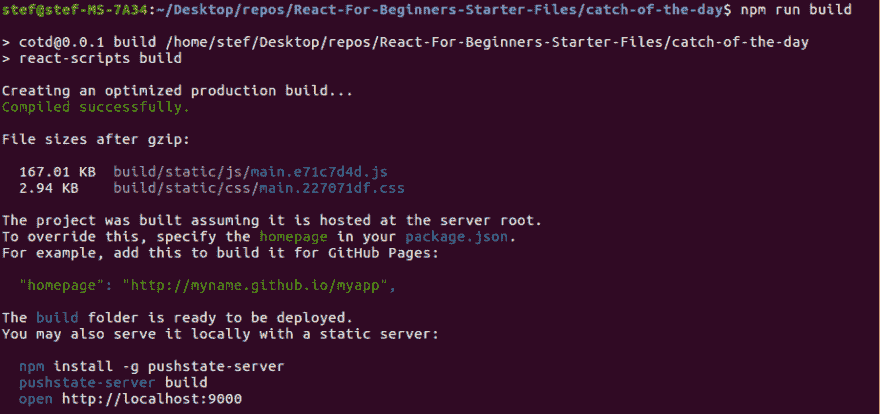 stef@stef-MS-7A34:~/Desktop/repos/React-For-Beginners-Starter-Files/catch-of-the-day$ npm run build
> cotd@0.0.1 build /home/stef/Desktop/repos/React-For-Beginners-Starter-Files/catch-of-the-day
> react-scripts build
Creating an optimized production build...
Compiled successfully.
File sizes after gzip:
167.01 KB  build/static/js/main.e71c7d4d.js
2.94 KB  build/static/css/main.227071df.css
The project was built assuming it is hosted at the server root.
To override this, specify the homepage in your package.json.
For example, add this to build it for GitHub Pages:
"homepage": "http://myname.github.io/myapp",
The build folder is ready to be deployed.
You may also serve it locally with a static server:
npm install -g pushstate-server
pushstate-server build
open http://localhost:9000